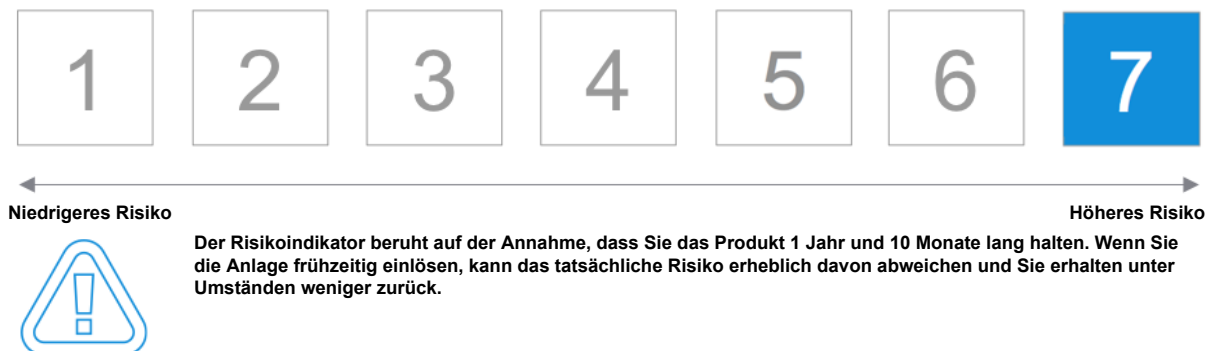 1 2 3 4 5 6 7
Niedrigeres Risiko Höheres Risiko
Der Risikoindikator beruht auf der Annahme, dass Sie das Produkt 1 Jahr und 10 Monate lang halten. Wenn Sie
die Anlage frühzeitig einlösen, kann das tatsächliche Risiko erheblich davon abweichen und Sie erhalten unter
Umständen weniger zurück.